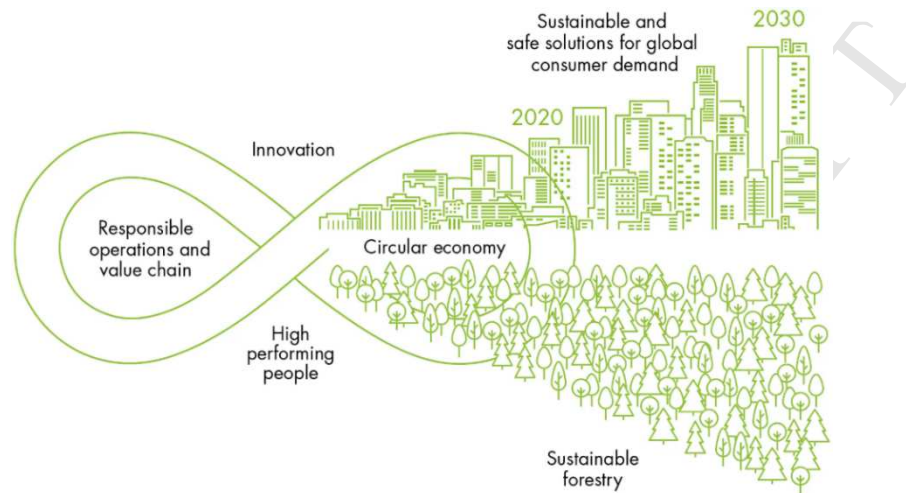 Sustainable and
safe solutions for global
consumer demand
2030
2020
Innovation
Responsible
operations and
value chain
Circular economy
High
performing
people
Sustainable
forestry